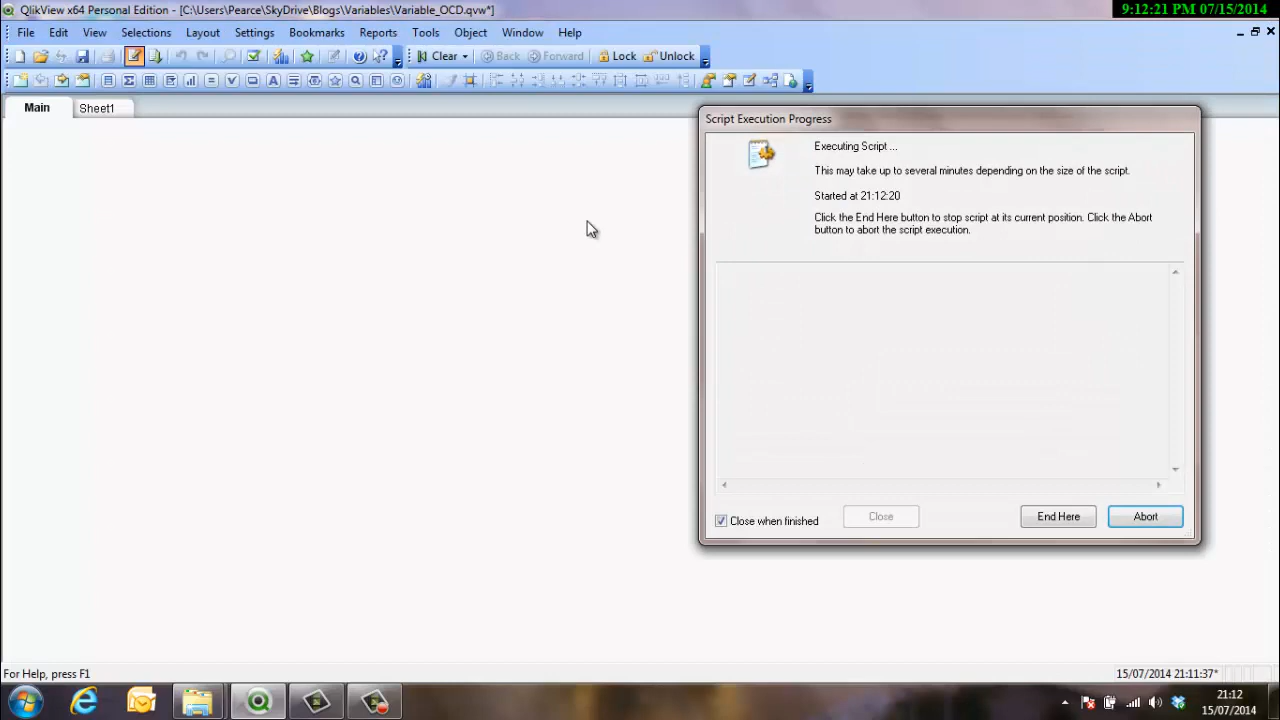 QlikView x64 Personal Edition - [C:\Users\Pearce\SkyDrive\Blogs\Variables\Variable_OCD.qvw*]
9:12:21 PM 07/15/2014
File Edit View Selections Layout Settings Bookmarks Reports Tools Object Window Help
Clear Back Forward Lock Unlock
Main Sheet1
Script Execution Progress
Executing Script ...
This may take up to several minutes depending on the size of the script.
Started at 21:12:20
Click the End Here button to stop script at its current position. Click the Abort
button to abort the script execution.
Close when finished Close End Here Abort
For Help, press F1
15/07/2014 21:11:37*
21:12
15/07/2014